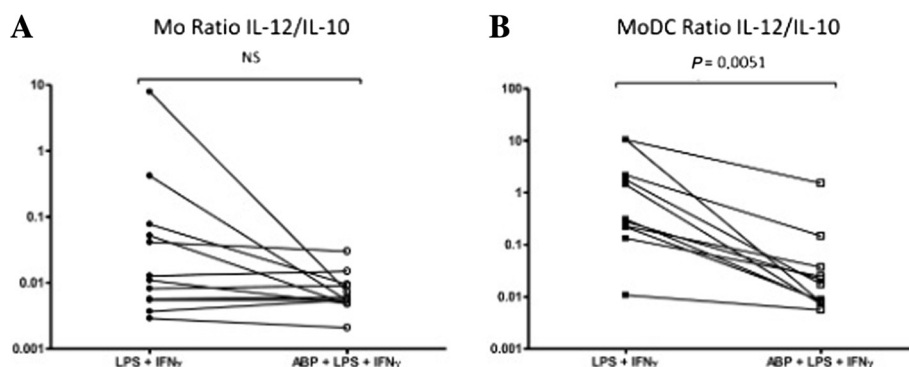 A
Mo Ratio IL-12/IL-10
NS
10
1
0.1
0.01
0.001
LPS + IFNγ
ABP + LPS + IFNγ
B
MoDC Ratio IL-12/IL-10
P = 0.0051
100
10
1
0.1
0.01
0.001
LPS + IFNγ
ABP + LPS + IFNγ